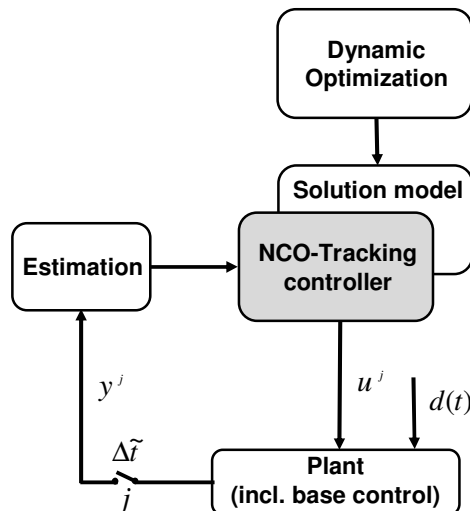 Dynamic
Optimization
Solution model
NCO-Tracking
controller
Estimation
y^j
u^j
d(t)
Δt̃
j
Plant
(incl. base control)